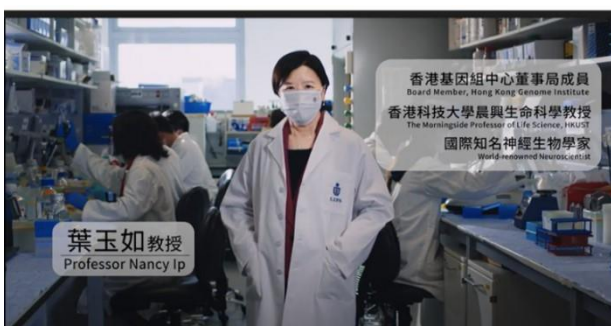 香港基因組中心董事局成員
Board Member, Hong Kong Genome Institute
香港科技大學晨興生命科學教授
The Morningside Professor of Life Science, HKUST
國際知名神經生物學家
World-renowned Neuroscientist
葉玉如教授
Professor Nancy Ip